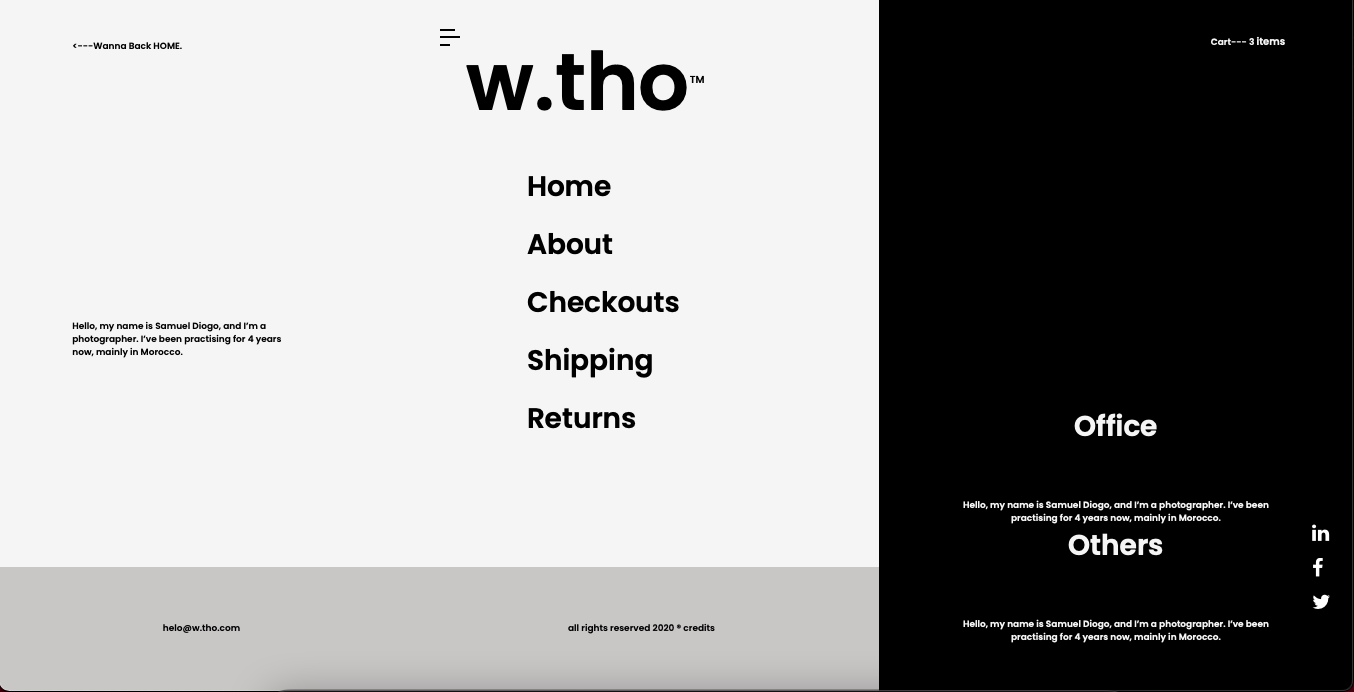 <---Wanna Back HOME.
w.tho™
Cart--- 3 items
Home
About
Checkouts
Shipping
Returns
Hello, my name is Samuel Diogo, and I’m a
photographer. I’ve been practising for 4 years
now, mainly in Morocco.
Office
Hello, my name is Samuel Diogo, and I’m a photographer. I’ve been
practising for 4 years now, mainly in Morocco.
Others
Hello, my name is Samuel Diogo, and I’m a photographer. I’ve been
practising for 4 years now, mainly in Morocco.
in
f
helo@w.tho.com
all rights reserved 2020 ® credits